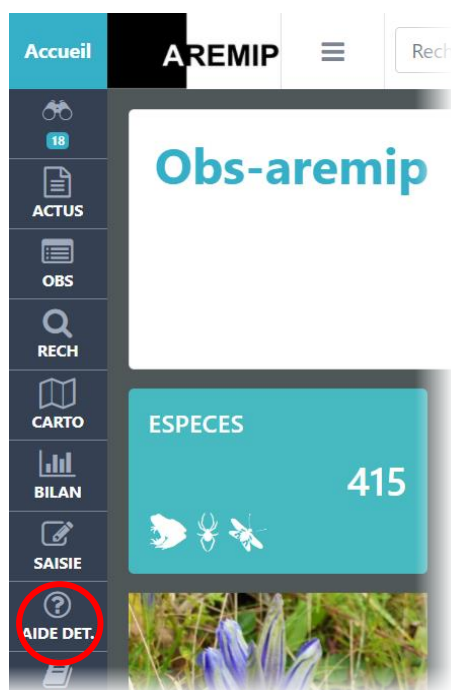 Accueil
AREMIP
Rech
18
Obs-aremip
ACTUS
OBS
RECH
CARTO
ESPECES
415
BILAN
SAISIE
AIDE DET.